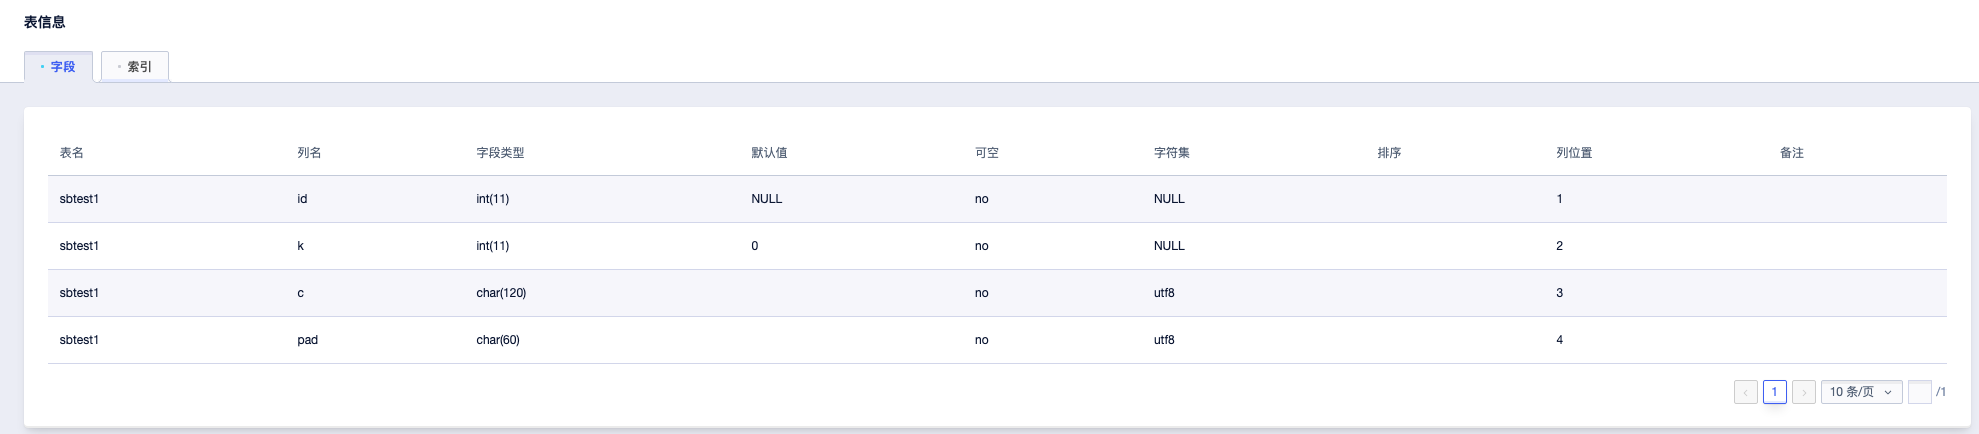 表信息
字段 索引
表名 列名 字段类型 默认值 可空 字符集 排序 列位置 备注
sbtest1 id int(11) NULL no NULL 1
sbtest1 k int(11) 0 no NULL 2
sbtest1 c char(120) no utf8 3
sbtest1 pad char(60) no utf8 4
1 10 条/页 /1